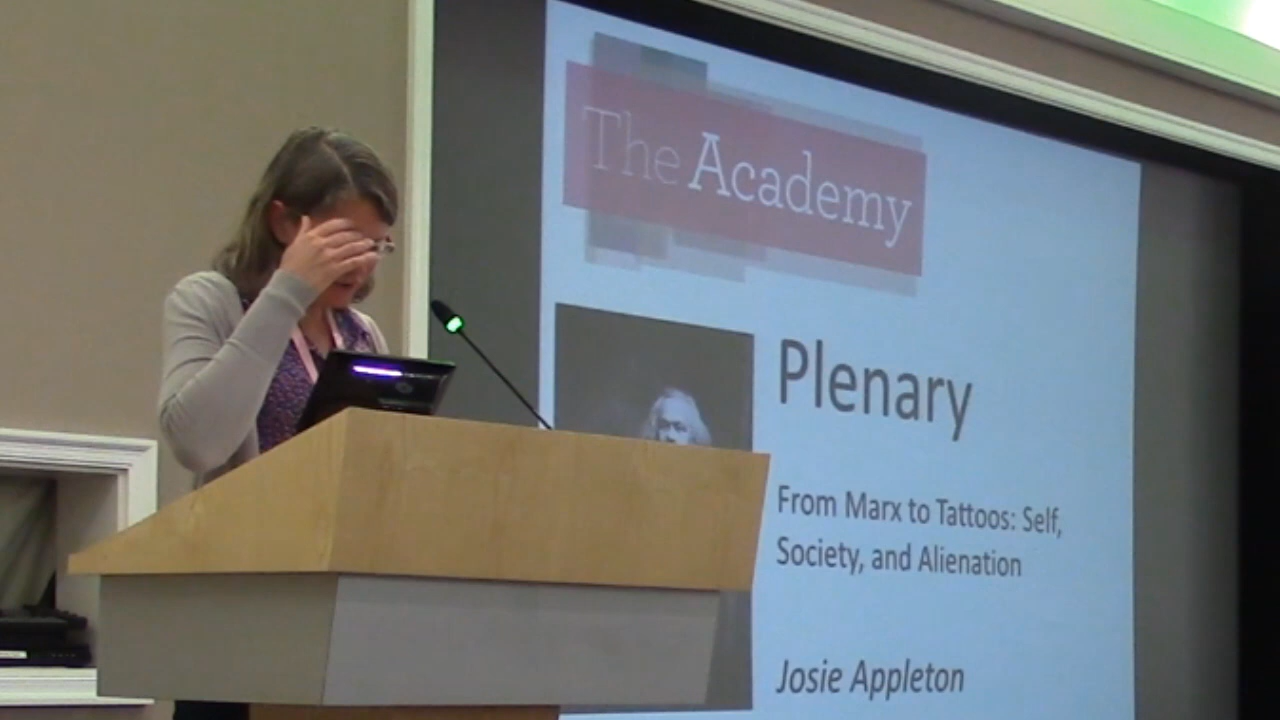 The Academy
Plenary
From Marx to Tattoos: Self,
Society, and Alienation
Josie Appleton